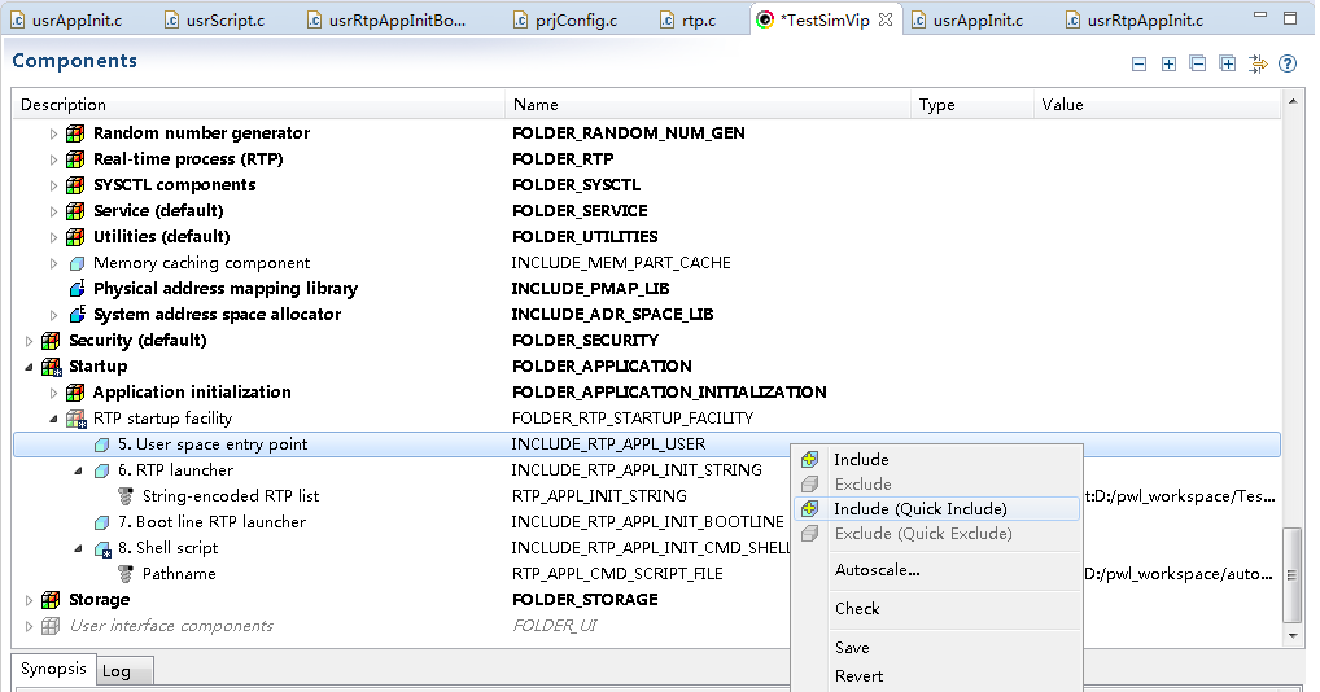 usrAppInit.c usrScript.c usrRtpAppInitBo... prjConfig.c rtp.c *TestSimVip usrAppInit.c usrRtpAppInit.c
Components
Description Name Type Value
Random number generator FOLDER_RANDOM_NUM_GEN
Real-time process (RTP) FOLDER_RTP
SYSCTL components FOLDER_SYSCTL
Service (default) FOLDER_SERVICE
Utilities (default) FOLDER_UTILITIES
Memory caching component INCLUDE_MEM_PART_CACHE
Physical address mapping library INCLUDE_PMAP_LIB
System address space allocator INCLUDE_ADR_SPACE_LIB
Security (default) FOLDER_SECURITY
Startup FOLDER_APPLICATION
Application initialization FOLDER_APPLICATION_INITIALIZATION
RTP startup facility FOLDER_RTP_STARTUP_FACILITY
5. User space entry point INCLUDE_RTP_APPL_USER
6. RTP launcher INCLUDE_RTP_APPL_INIT_STRING
String-encoded RTP list RTP_APPL_INIT_STRING t:D:/pwl_workspace/Tes...
7. Boot line RTP launcher INCLUDE_RTP_APPL_INIT_BOOTLINE
8. Shell script INCLUDE_RTP_APPL_INIT_CMD_SHELL
Pathname RTP_APPL_CMD_SCRIPT_FILE D:/pwl_workspace/auto...
Storage FOLDER_STORAGE
User interface components FOLDER_UI
Include
Exclude
Include (Quick Include)
Exclude (Quick Exclude)
Autoscale...
Check
Save
Revert
Synopsis Log